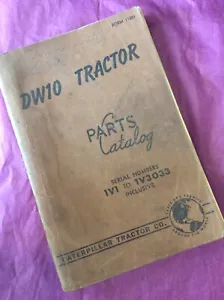 DW10 TRACTOR
PARTS
Catalog
SERIAL NUMBERS
1V1 TO 1V3033
INCLUSIVE
CATERPILLAR TRACTOR CO.